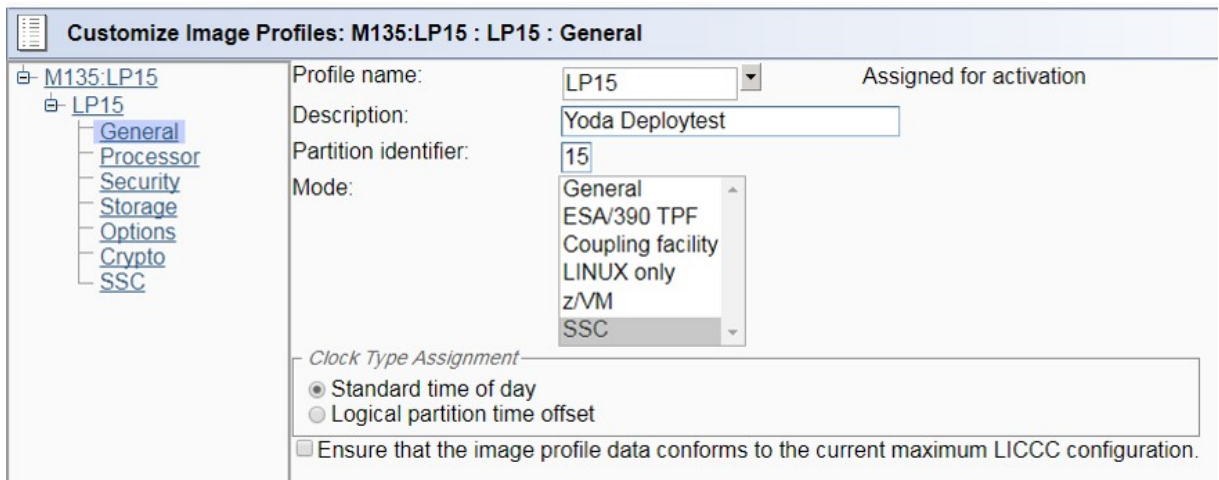 Customize Image Profiles: M135:LP15 : LP15 : General
M135:LP15
LP15
General
Processor
Security
Storage
Options
Crypto
SSC
Profile name: LP15 Assigned for activation
Description: Yoda Deploytest
Partition identifier: 15
Mode: General
ESA/390 TPF
Coupling facility
LINUX only
z/VM
SSC
Clock Type Assignment
Standard time of day
Logical partition time offset
Ensure that the image profile data conforms to the current maximum LICCC configuration.